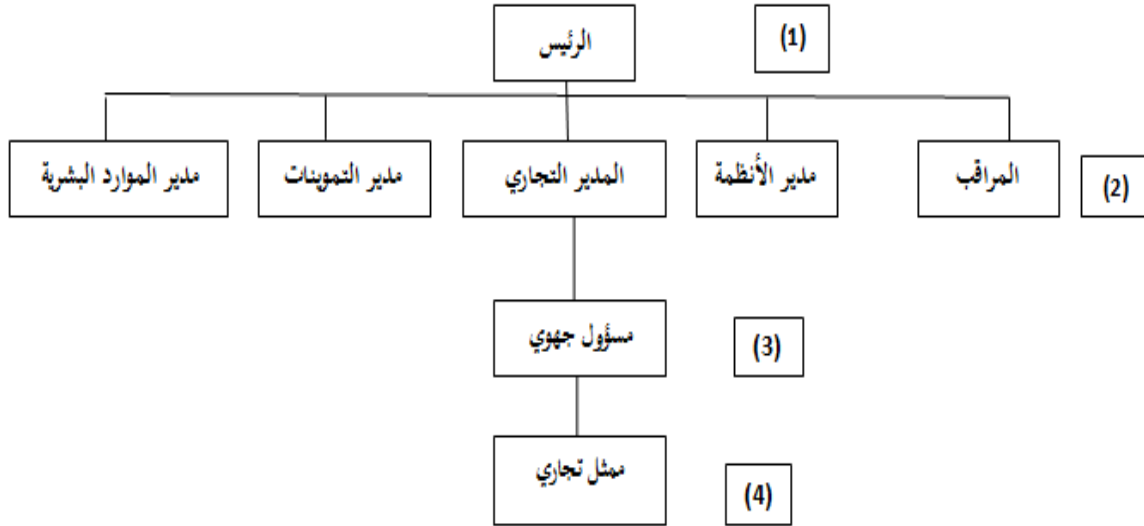 الرئيس
(1)
المراقب
مدير الأنظمة
المدير التجاري
مدير التموينات
مدير الموارد البشرية
(2)
مسؤول جهوي
(3)
ممثل تجاري
(4)